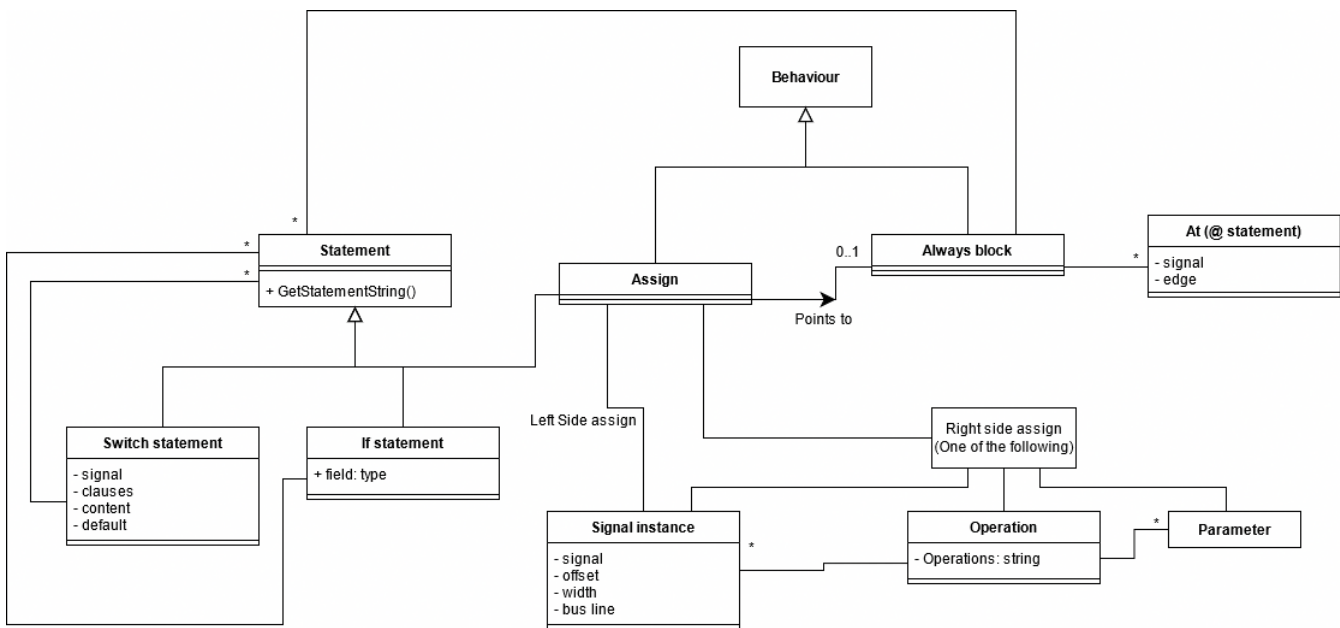 Behaviour
*
Statement
+ GetStatementString()
*
*
Assign
0..1
Always block
Points to
*
At (@ statement)
- signal
- edge
Switch statement
- signal
- clauses
- content
- default
If statement
+ field: type
Left Side assign
Right side assign
(One of the following)
Signal instance
- signal
- offset
- width
- bus line
*
Operation
- Operations: string
*
Parameter